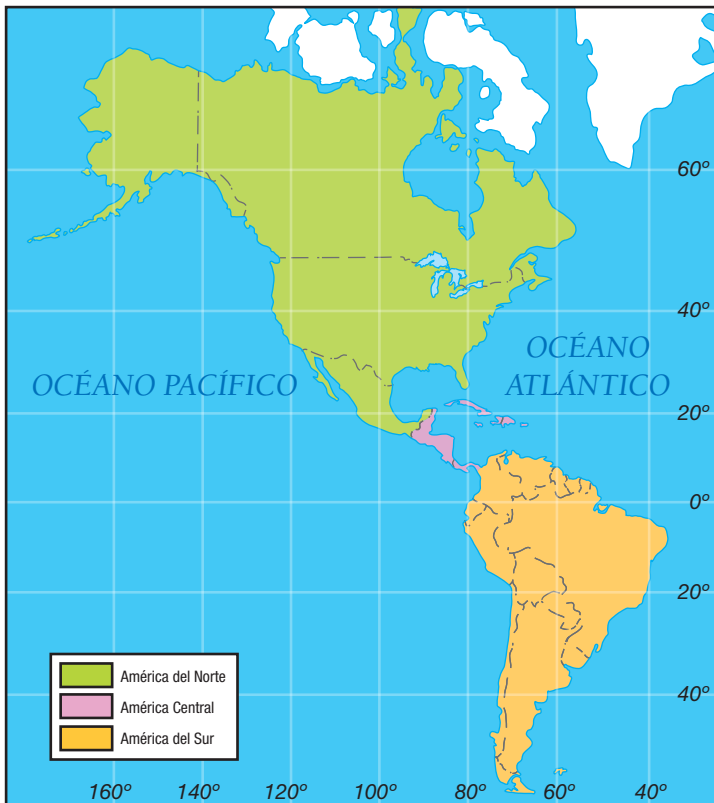 60º
40º
OCÉANO PACÍFICO
OCÉANO
ATLÁNTICO
20º
0º
20º
40º
América del Norte
América Central
América del Sur
160º 140º 120º 100º 80º 60º 40º